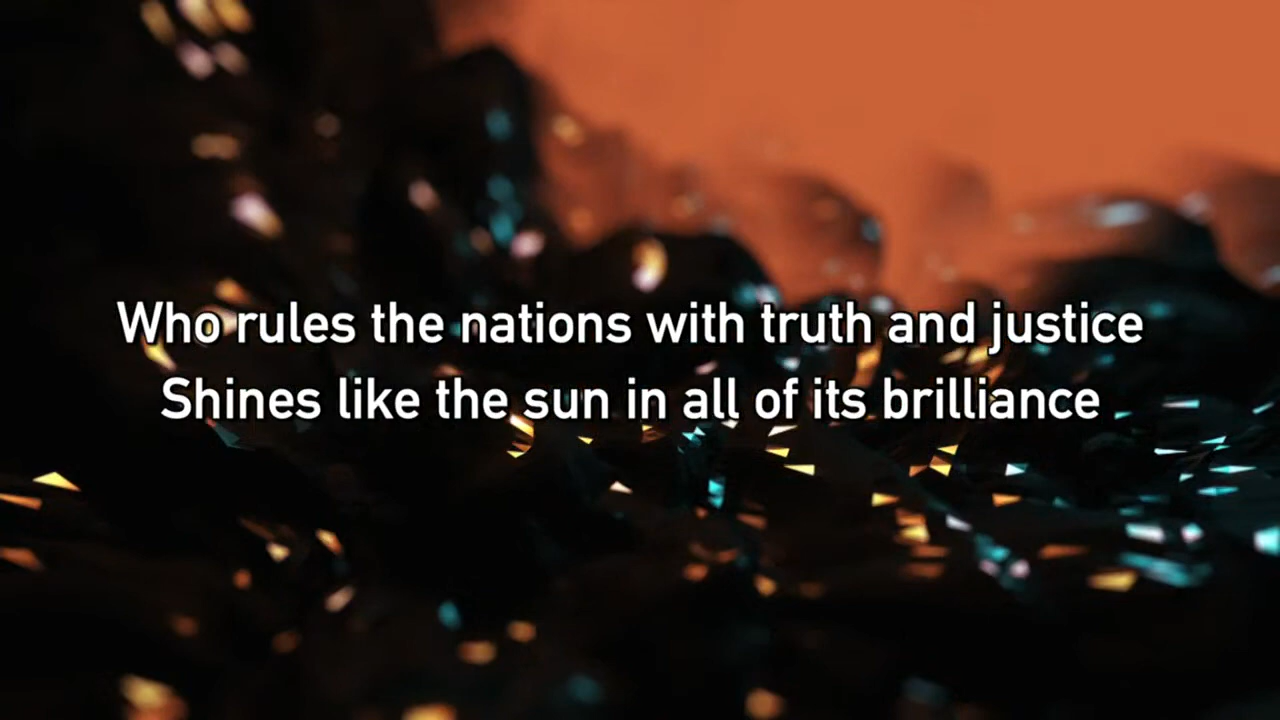 Who rules the nations with truth and justice
Shines like the sun in all of its brilliance